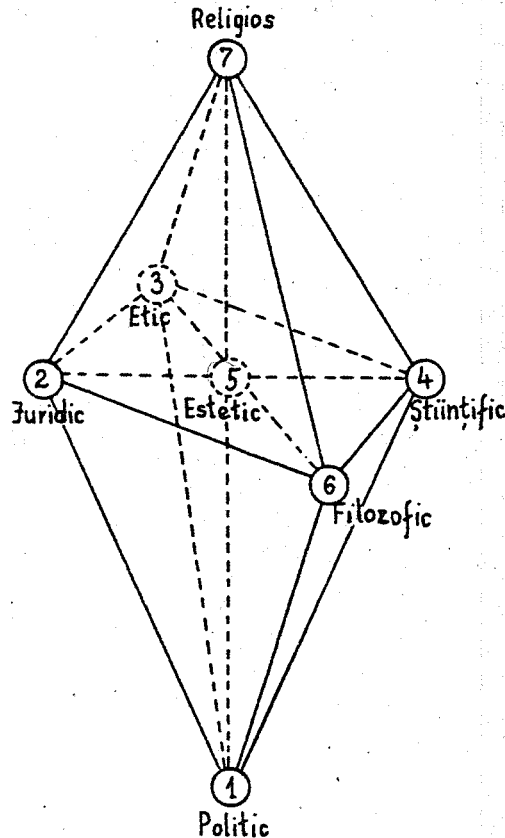 Religios
7
3
Etic
2
5
4
Juridic
Estetic
Științific
6
Filozofic
1
Politic